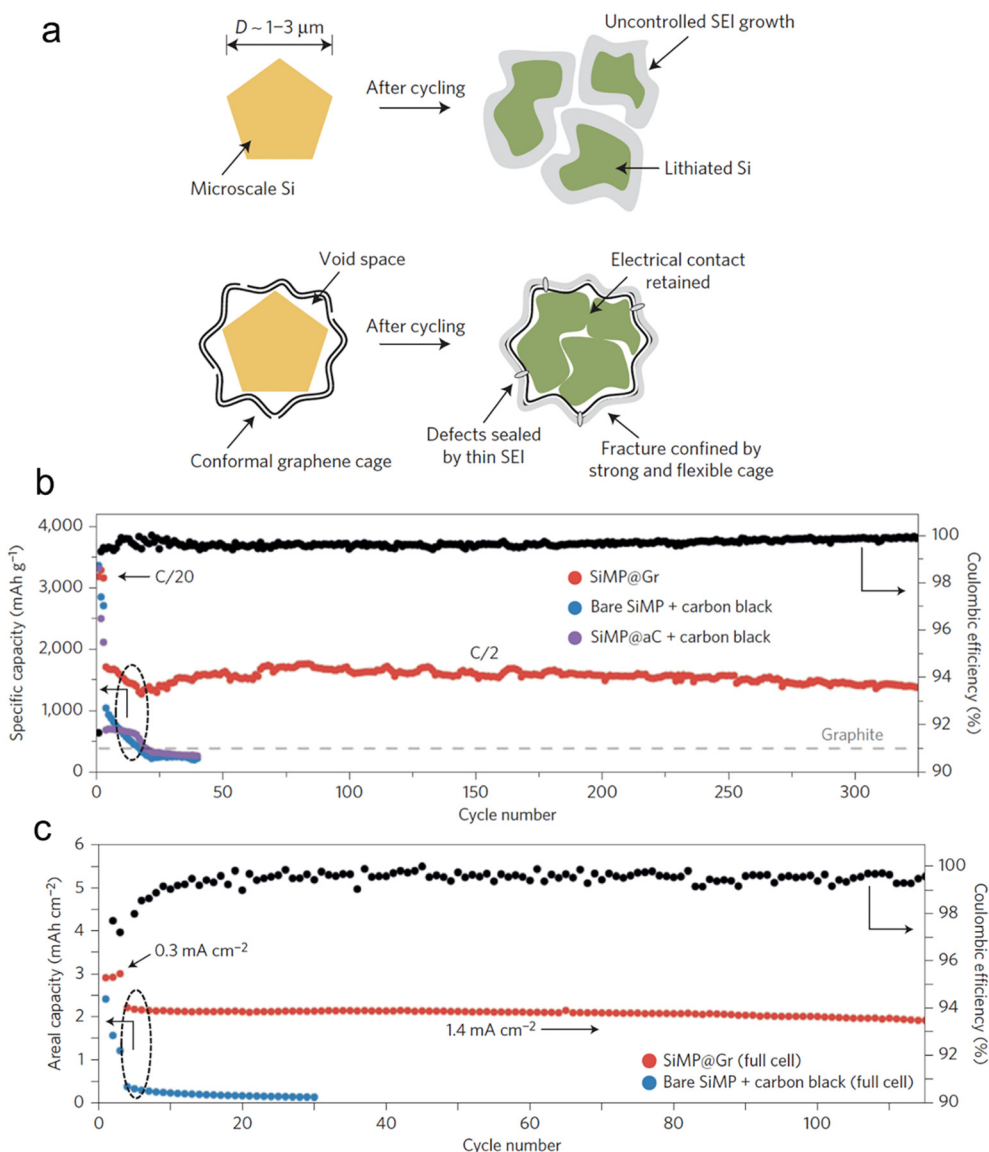 a
D ~ 1–3 μm
Microscale Si
After cycling
Uncontrolled SEI growth
Lithiated Si
Void space
Conformal graphene cage
After cycling
Electrical contact
retained
Defects sealed
by thin SEI
Fracture confined by
strong and flexible cage
b
Specific capacity (mAh g⁻¹)
4,000
3,000
2,000
1,000
0
C/20
SiMP@Gr
Bare SiMP + carbon black
SiMP@aC + carbon black
C/2
Graphite
100
98
96
94
92
90
Coulombic efficiency (%)
0 50 100 150 200 250 300
Cycle number
c
Areal capacity (mAh cm⁻²)
6
5
4
3
2
1
0
0.3 mA cm⁻²
1.4 mA cm⁻²
SiMP@Gr (full cell)
Bare SiMP + carbon black (full cell)
100
98
96
94
92
90
Coulombic efficiency (%)
0 20 40 60 80 100
Cycle number